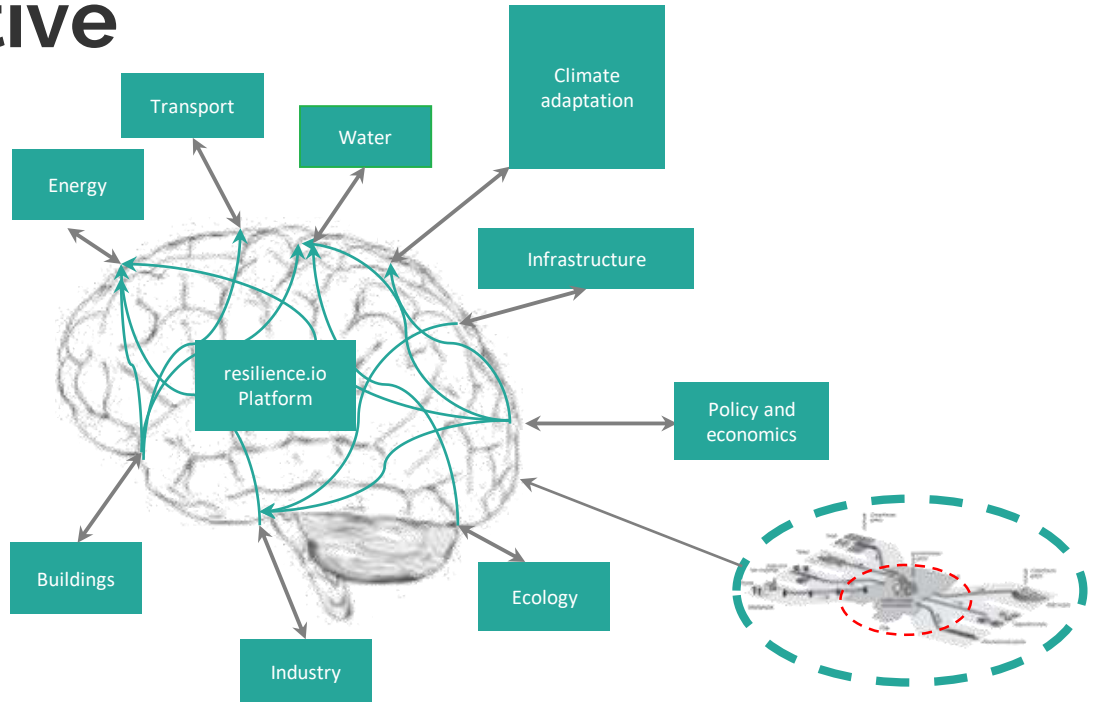 tive
Transport
Climate
adaptation
Water
Energy
Infrastructure
resilience.io
Platform
Policy and
economics
Buildings
Ecology
Industry